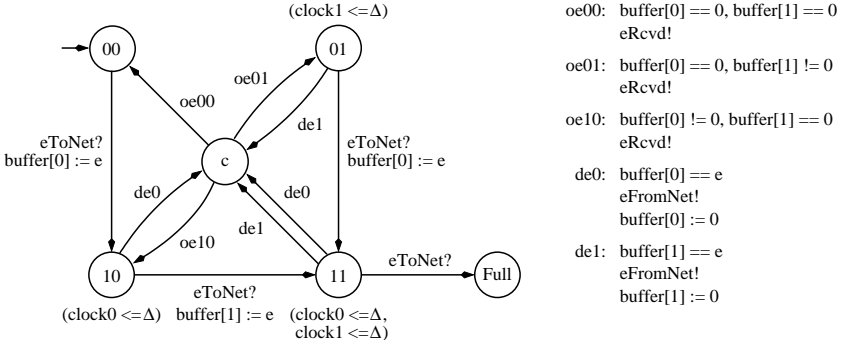 (clock1 <=Δ)
00
01
oe01
oe00
eToNet?
buffer[0] := e
de1
eToNet?
buffer[0] := e
c
de0
de0
oe10
de1
10
eToNet?
buffer[1] := e
11
eToNet?
Full
(clock0 <=Δ)
(clock0 <=Δ,
clock1 <=Δ)
oe00: buffer[0] == 0, buffer[1] == 0
eRcvd!
oe01: buffer[0] == 0, buffer[1] != 0
eRcvd!
oe10: buffer[0] != 0, buffer[1] == 0
eRcvd!
de0: buffer[0] == e
eFromNet!
buffer[0] := 0
de1: buffer[1] == e
eFromNet!
buffer[1] := 0